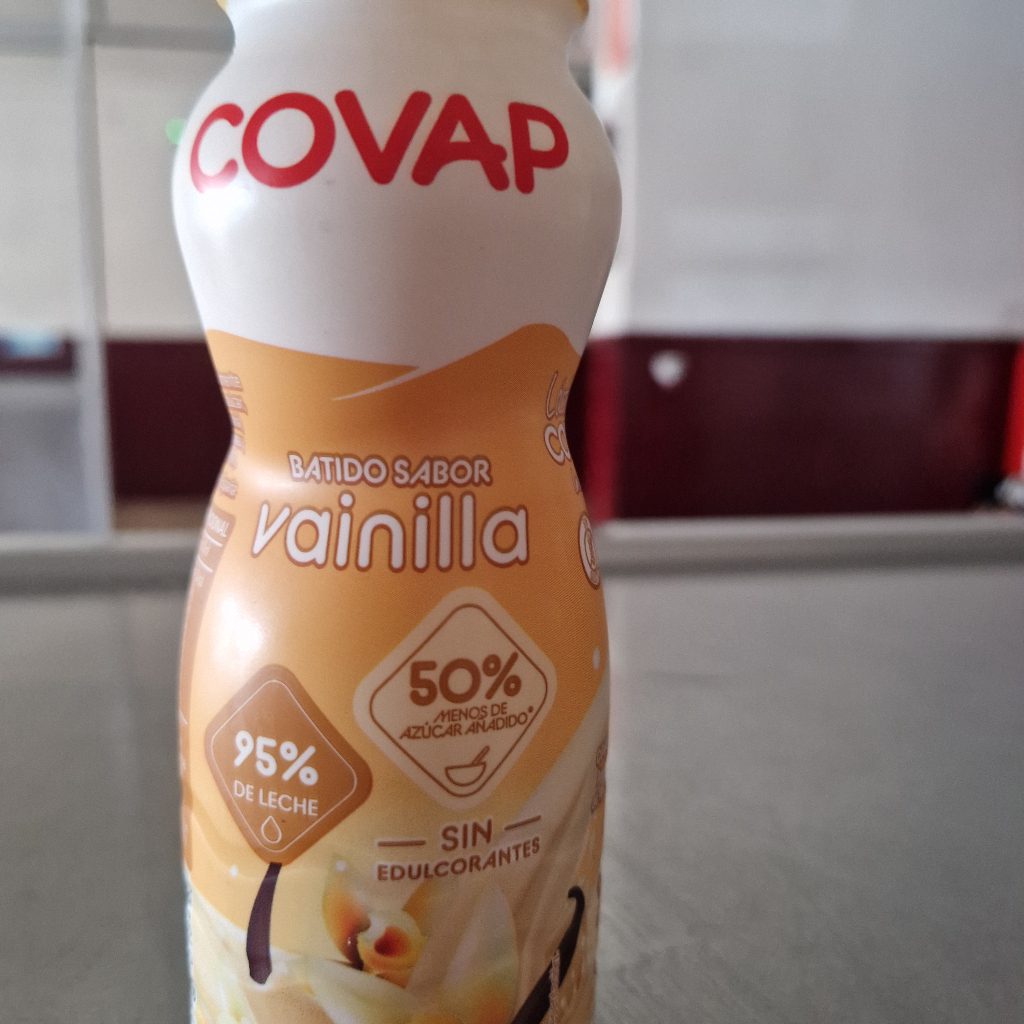 COVAP
BATIDO SABOR
vainilla
50%
MENOS DE
AZÚCAR AÑADIDO*
95%
DE LECHE
SIN
EDULCORANTES